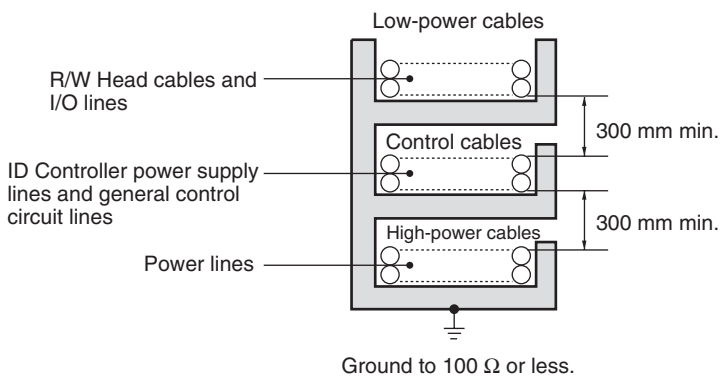 Low-power cables
R/W Head cables and
I/O lines
300 mm min.
Control cables
ID Controller power supply
lines and general control
circuit lines
300 mm min.
High-power cables
Power lines
Ground to 100 Ω or less.